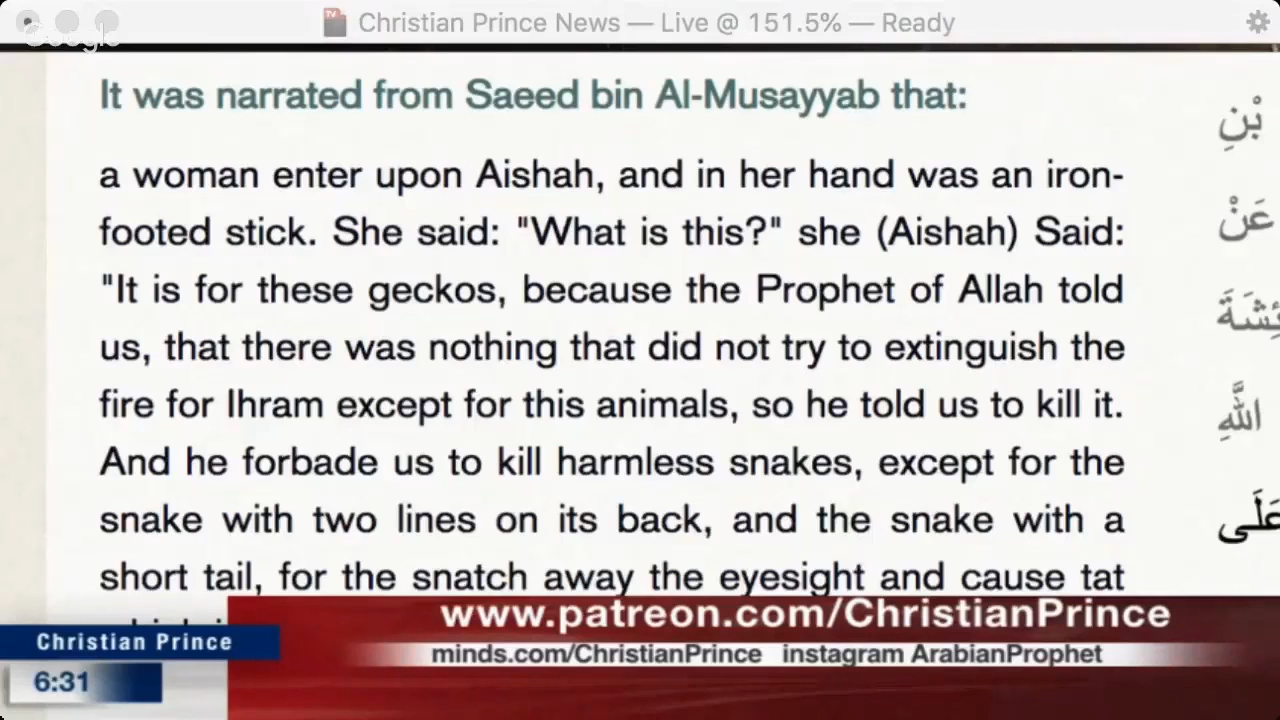 Christian Prince News — Live @ 151.5% — Ready
Google
It was narrated from Saeed bin Al-Musayyab that:
a woman enter upon Aishah, and in her hand was an iron-
footed stick. She said: "What is this?" she (Aishah) Said:
"It is for these geckos, because the Prophet of Allah told
us, that there was nothing that did not try to extinguish the
fire for Ihram except for this animals, so he told us to kill it.
And he forbade us to kill harmless snakes, except for the
snake with two lines on its back, and the snake with a
short tail, for the snatch away the eyesight and cause tat
بْنِ
عَنْ
اللَّهِ
عَلَى
www.patreon.com/ChristianPrince
Christian Prince
minds.com/ChristianPrince instagram ArabianProphet
6:31